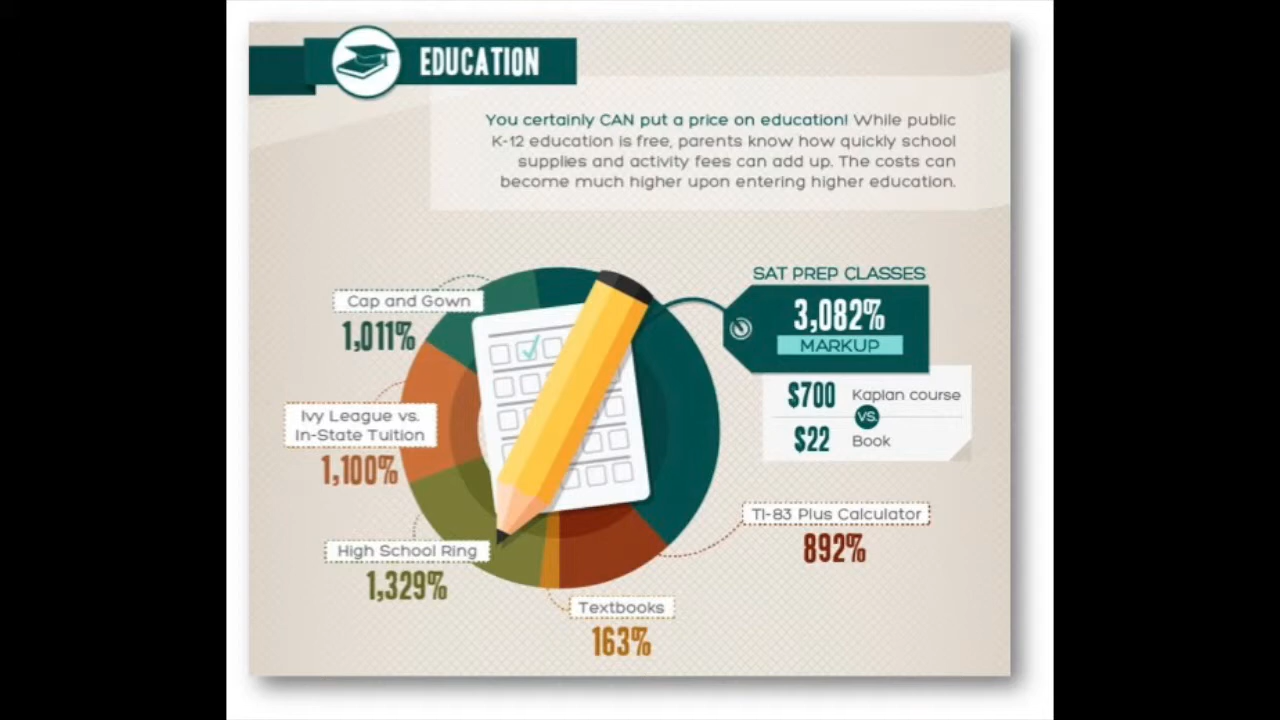 EDUCATION
You certainly CAN put a price on education! While public
K-12 education is free, parents know how quickly school
supplies and activity fees can add up. The costs can
become much higher upon entering higher education.
SAT PREP CLASSES
3,082%
MARKUP
$700 Kaplan course
VS.
$22 Book
Cap and Gown
1,011%
Ivy League vs.
In-State Tuition
1,100%
High School Ring
1,329%
Textbooks
163%
TI-83 Plus Calculator
892%